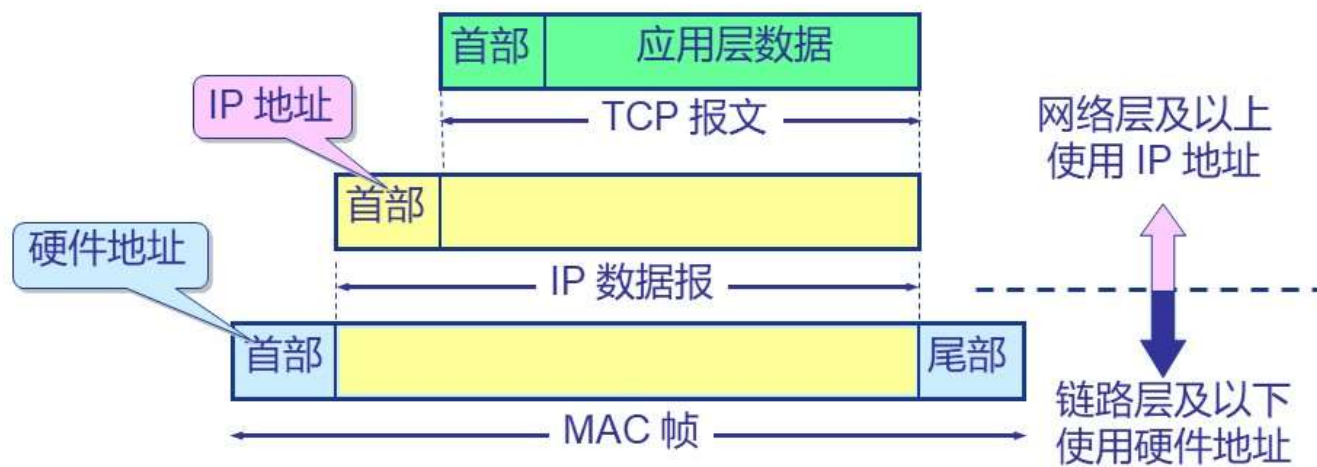 首部 应用层数据
IP 地址
TCP 报文
网络层及以上
使用 IP 地址
首部
硬件地址
IP 数据报
首部 尾部
MAC 帧
链路层及以下
使用硬件地址